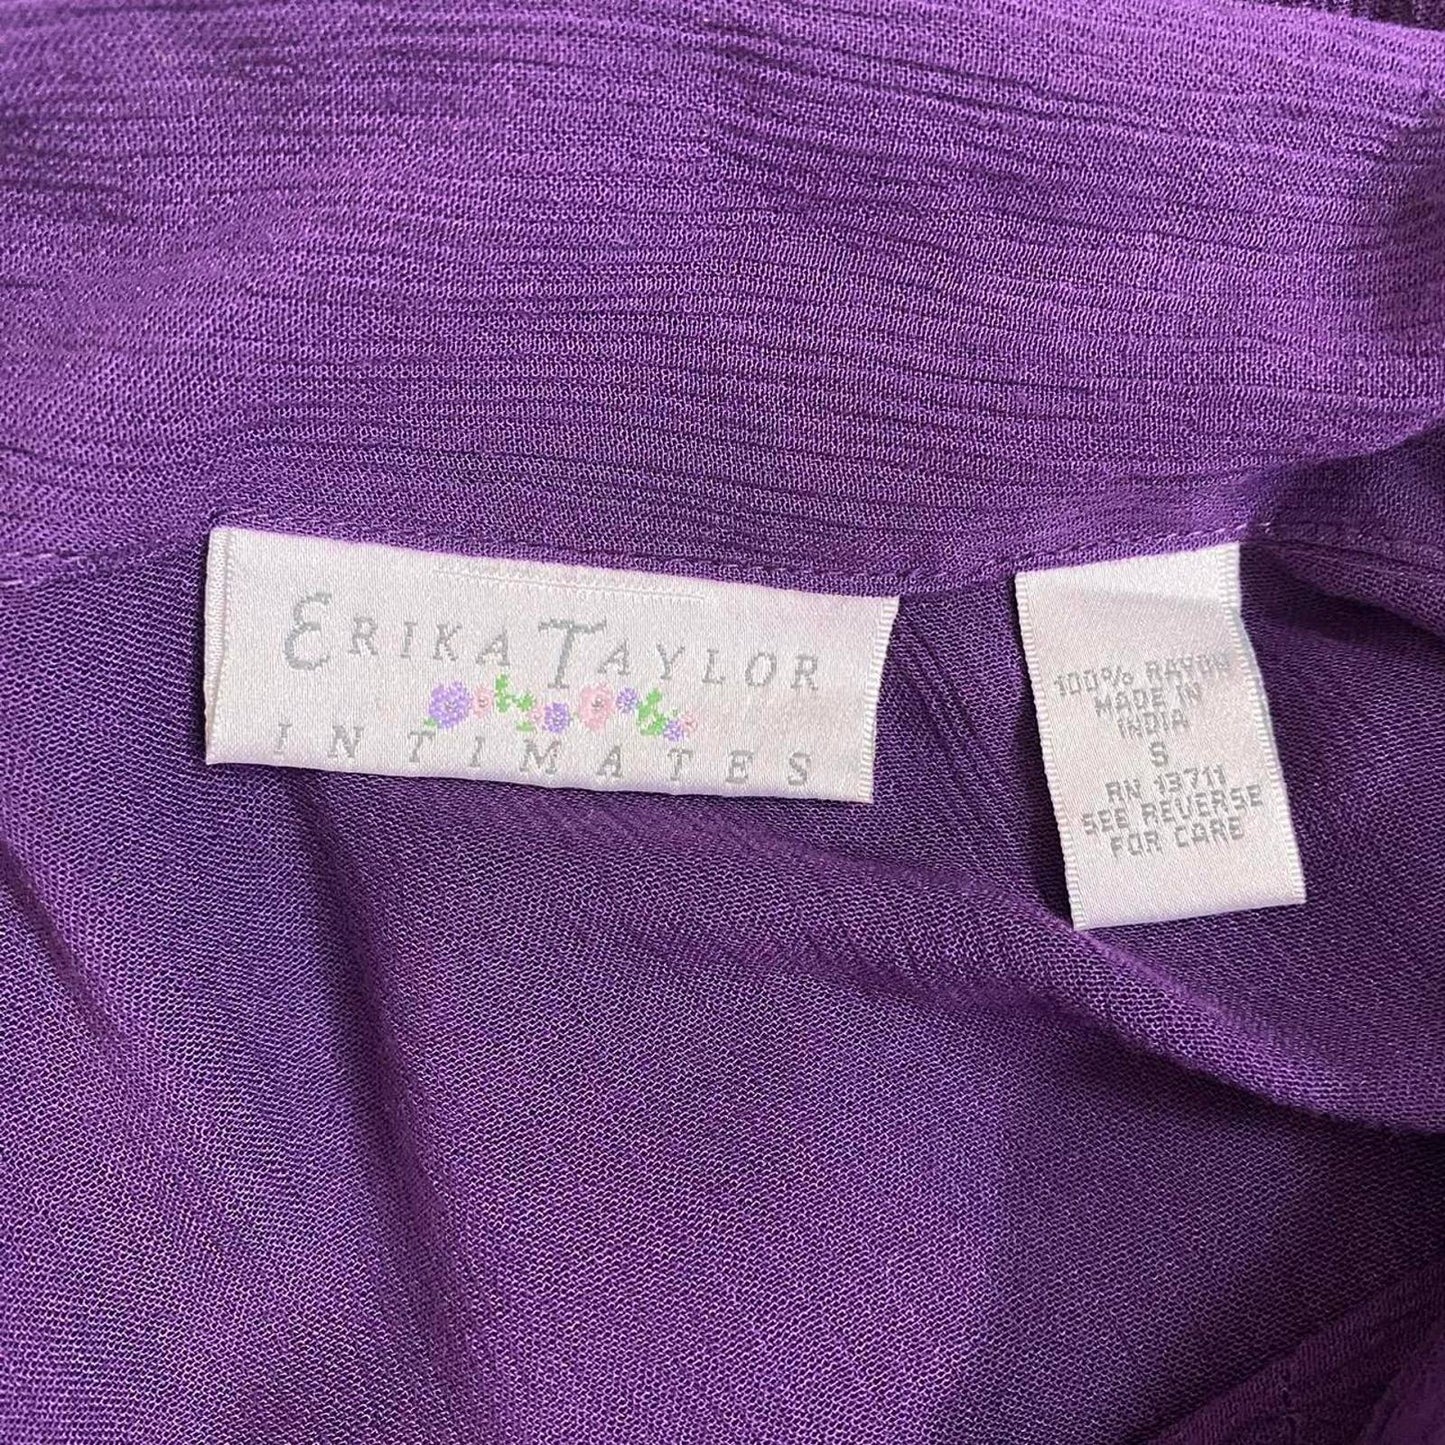 ERIKA TAYLOR
INTIMATES
100% RAYON
MADE IN
INDIA
S
RN 13711
SEE REVERSE
FOR CARE